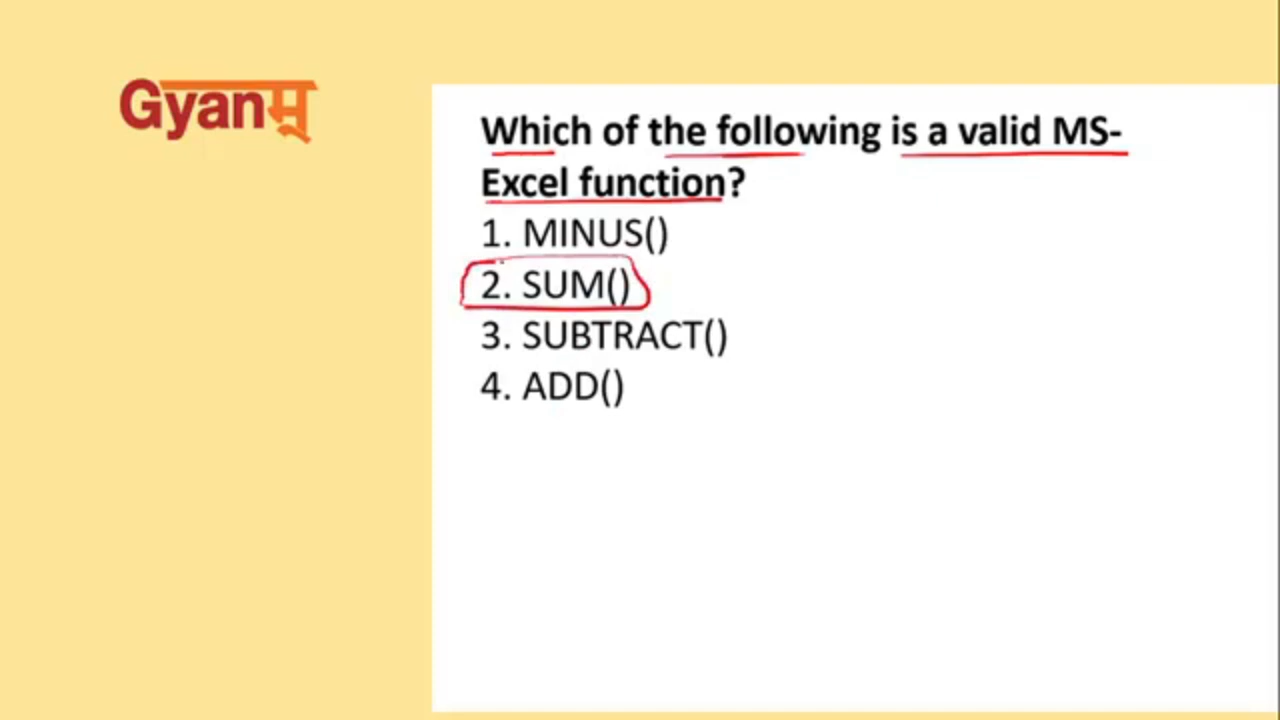 Gyanम्
Which of the following is a valid MS-
Excel function?
1. MINUS()
2. SUM()
3. SUBTRACT()
4. ADD()